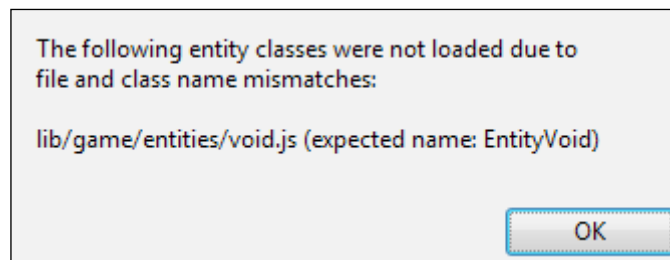 The following entity classes were not loaded due to
file and class name mismatches:
lib/game/entities/void.js (expected name: EntityVoid)
OK